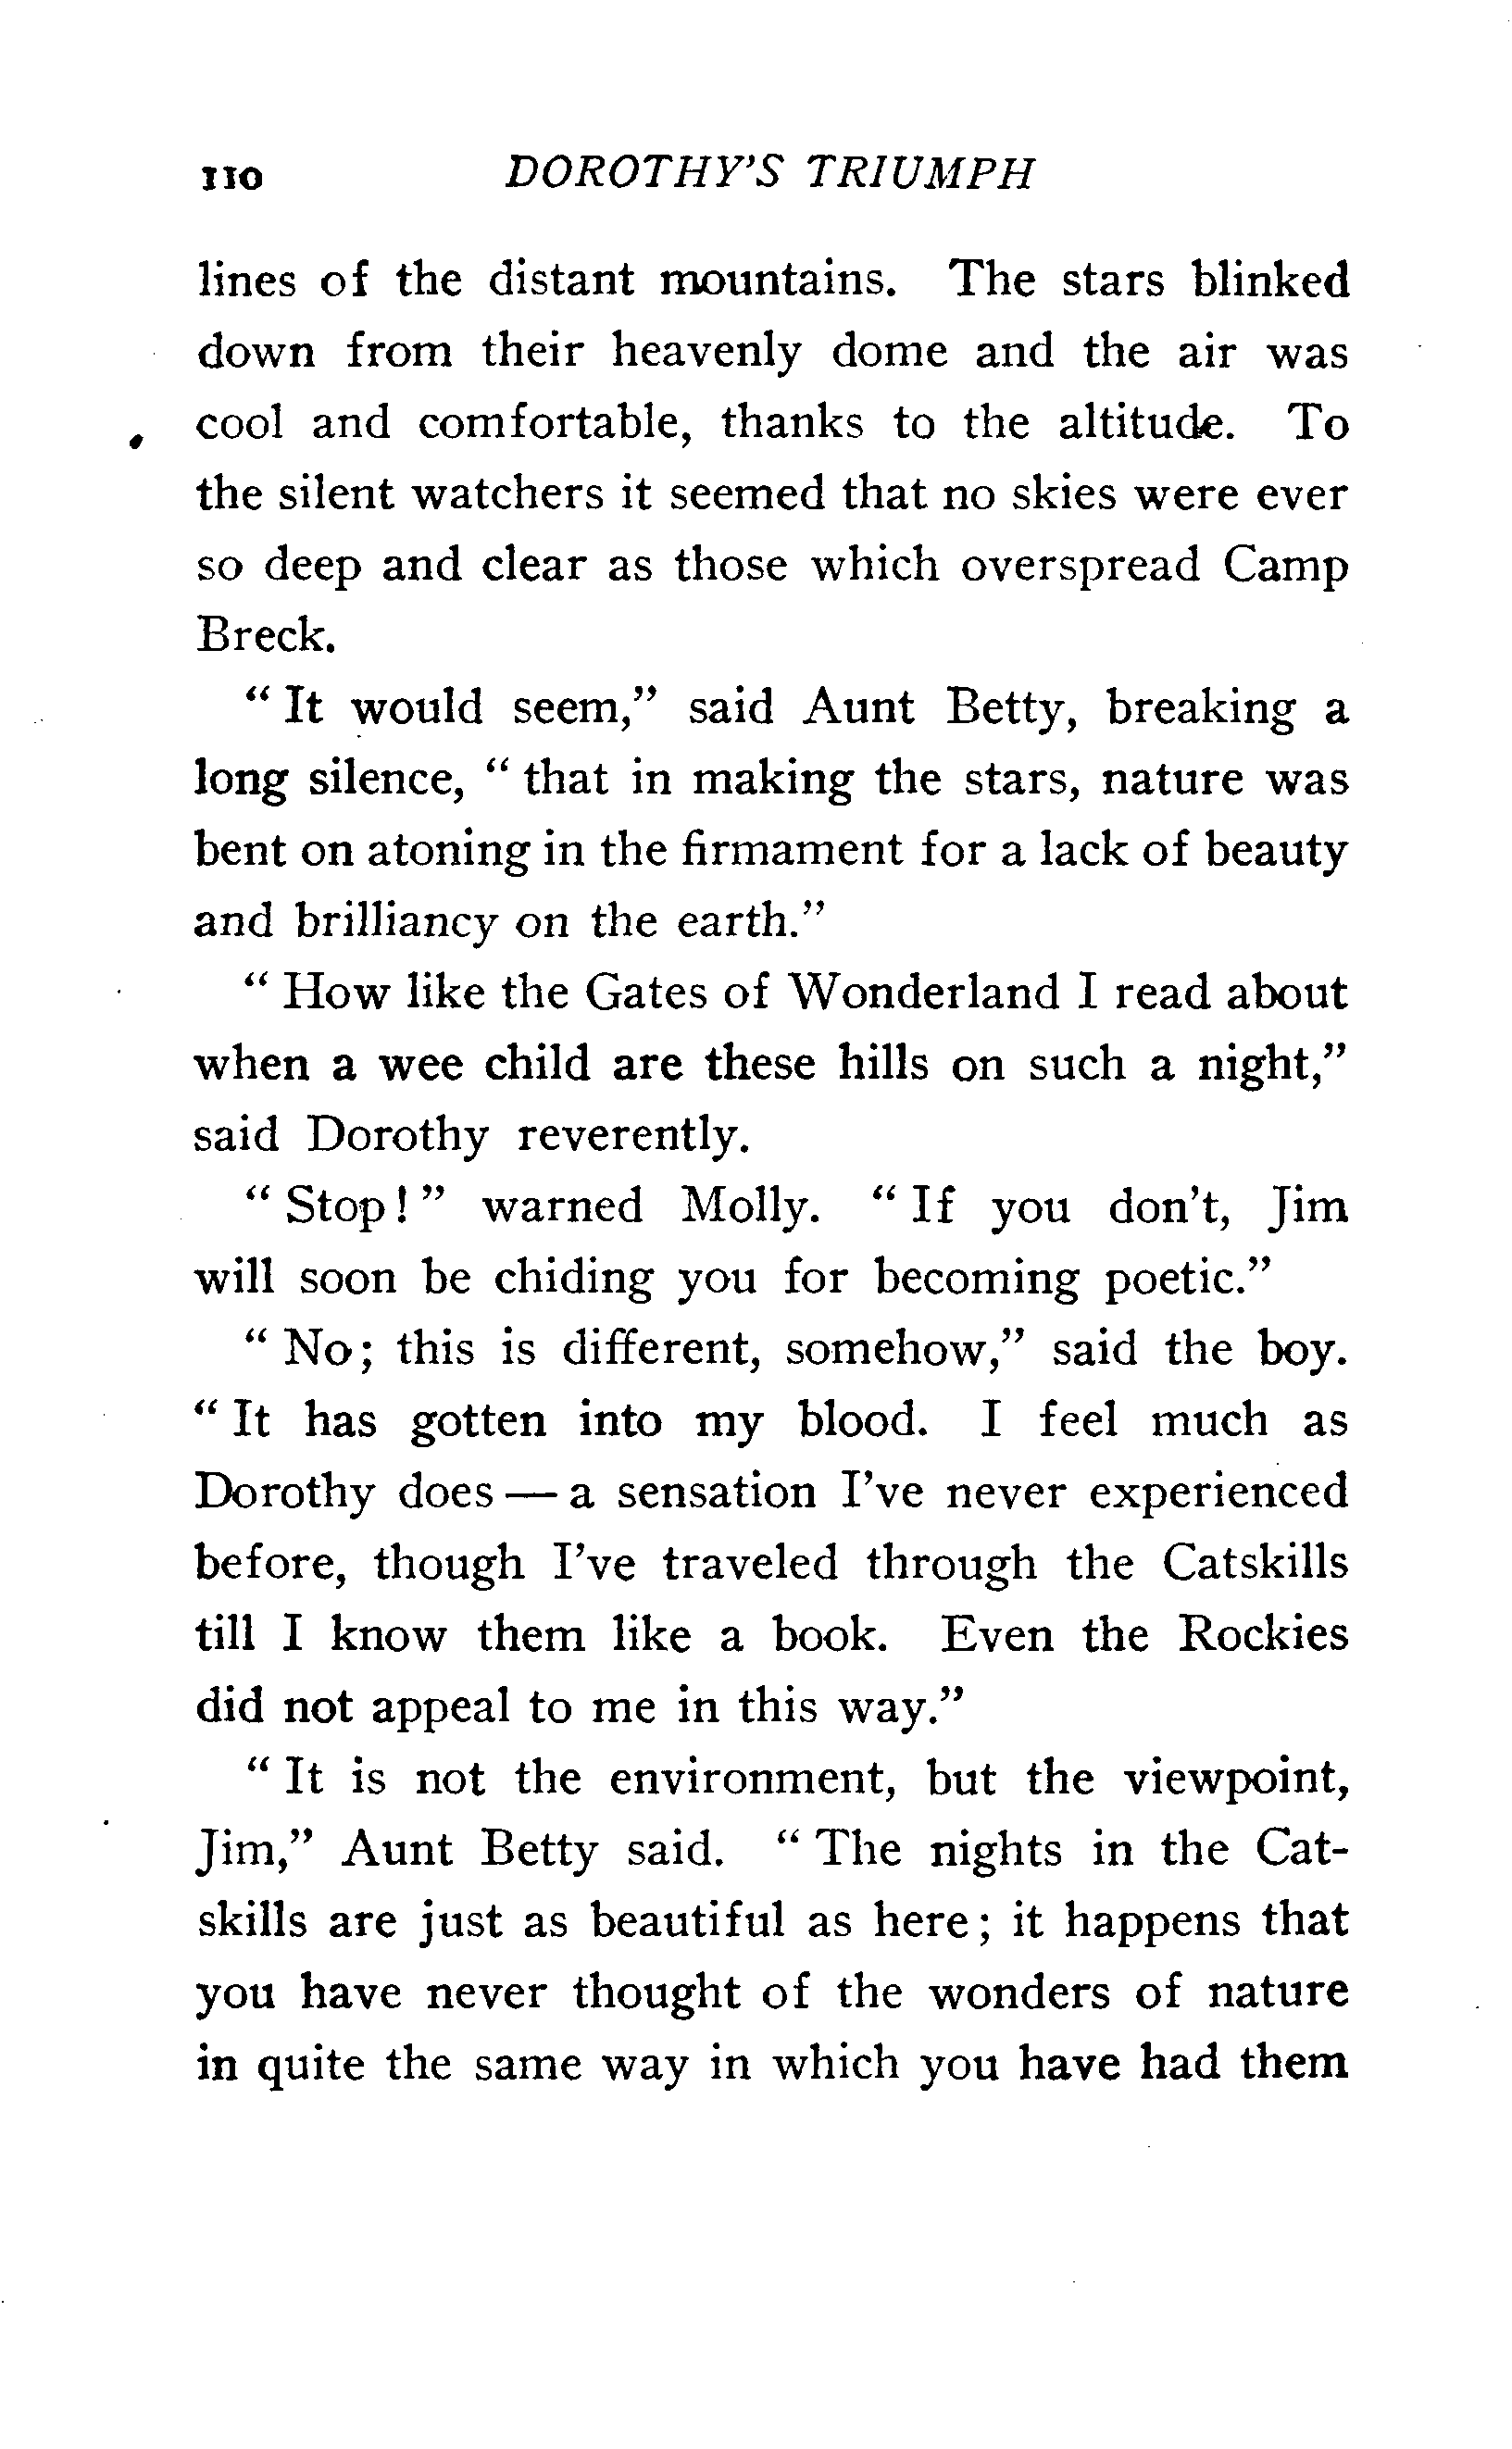 110 DOROTHY'S TRIUMPH
lines of the distant mountains. The stars blinked
down from their heavenly dome and the air was
cool and comfortable, thanks to the altitude. To
the silent watchers it seemed that no skies were ever
so deep and clear as those which overspread Camp
Breck.
" It would seem," said Aunt Betty, breaking a
long silence, " that in making the stars, nature was
bent on atoning in the firmament for a lack of beauty
and brilliancy on the earth."
" How like the Gates of Wonderland I read about
when a wee child are these hills on such a night,"
said Dorothy reverently.
" Stop ! " warned Molly. " If you don't, Jim
will soon be chiding you for becoming poetic."
" No ; this is different, somehow," said the boy.
" It has gotten into my blood. I feel much as
Dorothy does — a sensation I've never experienced
before, though I've traveled through the Catskills
till I know them like a book. Even the Rockies
did not appeal to me in this way."
" It is not the environment, but the viewpoint,
Jim," Aunt Betty said. " The nights in the Cat-
skills are just as beautiful as here ; it happens that
you have never thought of the wonders of nature
in quite the same way in which you have had them